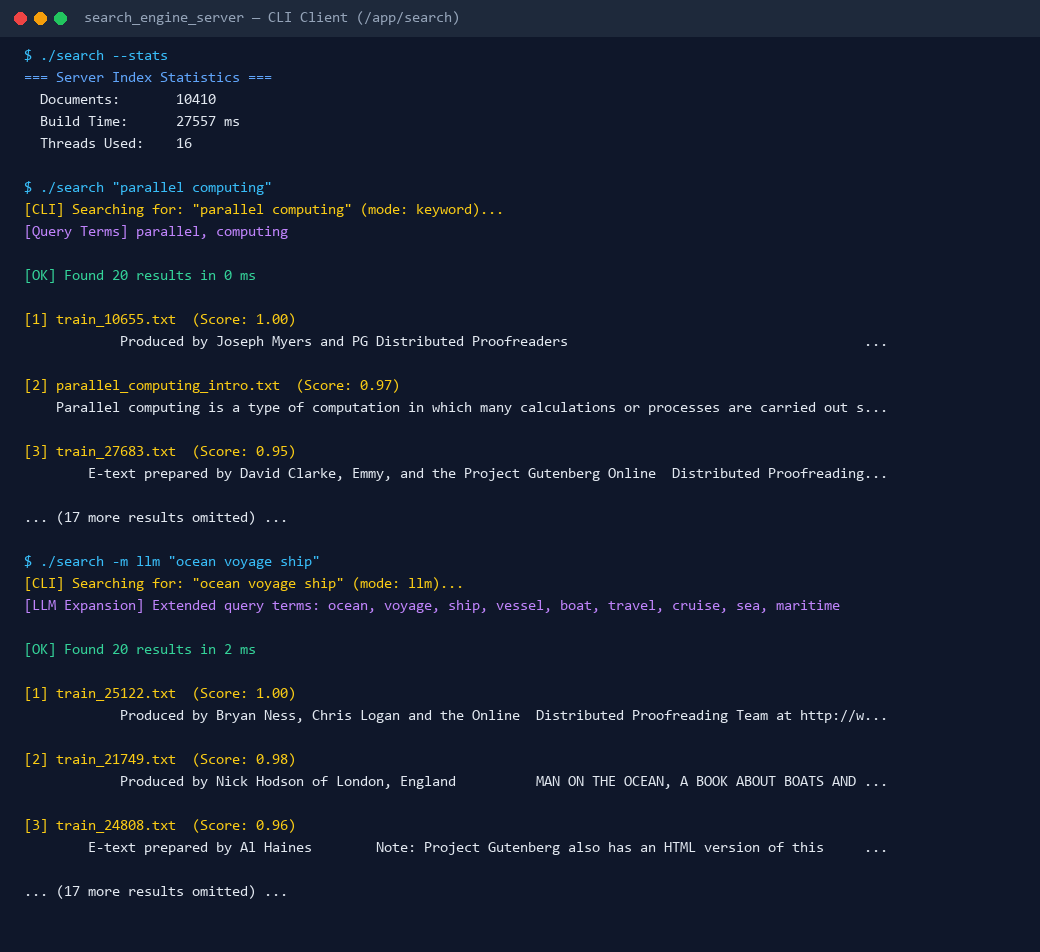 search_engine_server — CLI Client (/app/search)
$ ./search --stats
=== Server Index Statistics ===
Documents: 10410
Build Time: 27557 ms
Threads Used: 16
$ ./search "parallel computing"
[CLI] Searching for: "parallel computing" (mode: keyword)...
[Query Terms] parallel, computing
[OK] Found 20 results in 0 ms
[1] train_10655.txt (Score: 1.00)
Produced by Joseph Myers and PG Distributed Proofreaders ...
[2] parallel_computing_intro.txt (Score: 0.97)
Parallel computing is a type of computation in which many calculations or processes are carried out s...
[3] train_27683.txt (Score: 0.95)
E-text prepared by David Clarke, Emmy, and the Project Gutenberg Online Distributed Proofreading...
... (17 more results omitted) ...
$ ./search -m llm "ocean voyage ship"
[CLI] Searching for: "ocean voyage ship" (mode: llm)...
[LLM Expansion] Extended query terms: ocean, voyage, ship, vessel, boat, travel, cruise, sea, maritime
[OK] Found 20 results in 2 ms
[1] train_25122.txt (Score: 1.00)
Produced by Bryan Ness, Chris Logan and the Online Distributed Proofreading Team at http://w...
[2] train_21749.txt (Score: 0.98)
Produced by Nick Hodson of London, England MAN ON THE OCEAN, A BOOK ABOUT BOATS AND ...
[3] train_24808.txt (Score: 0.96)
E-text prepared by Al Haines Note: Project Gutenberg also has an HTML version of this ...
... (17 more results omitted) ...